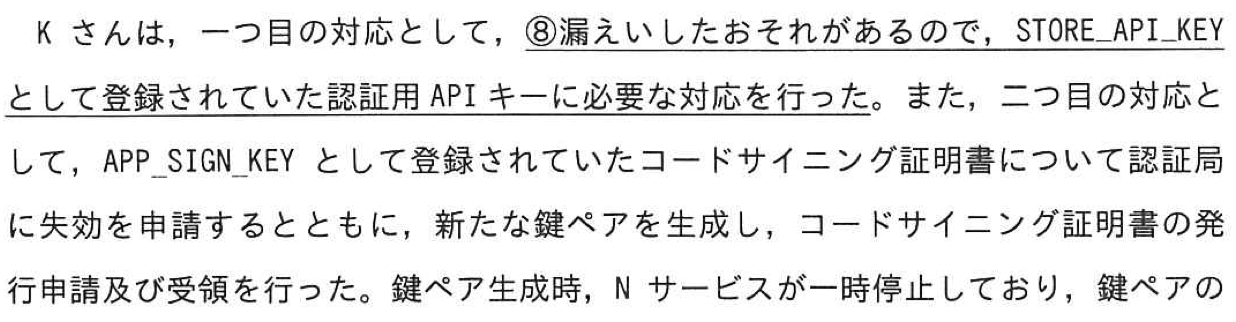 K さんは，一つ目の対応として，⑧漏えいしたおそれがあるので，STORE_API_KEY
として登録されていた認証用 API キーに必要な対応を行った。また，二つ目の対応と
して，APP_SIGN_KEY として登録されていたコードサイニング証明書について認証局
に失効を申請するとともに，新たな鍵ペアを生成し，コードサイニング証明書の発
行申請及び受領を行った。鍵ペア生成時，N サービスが一時停止しており，鍵ペアの